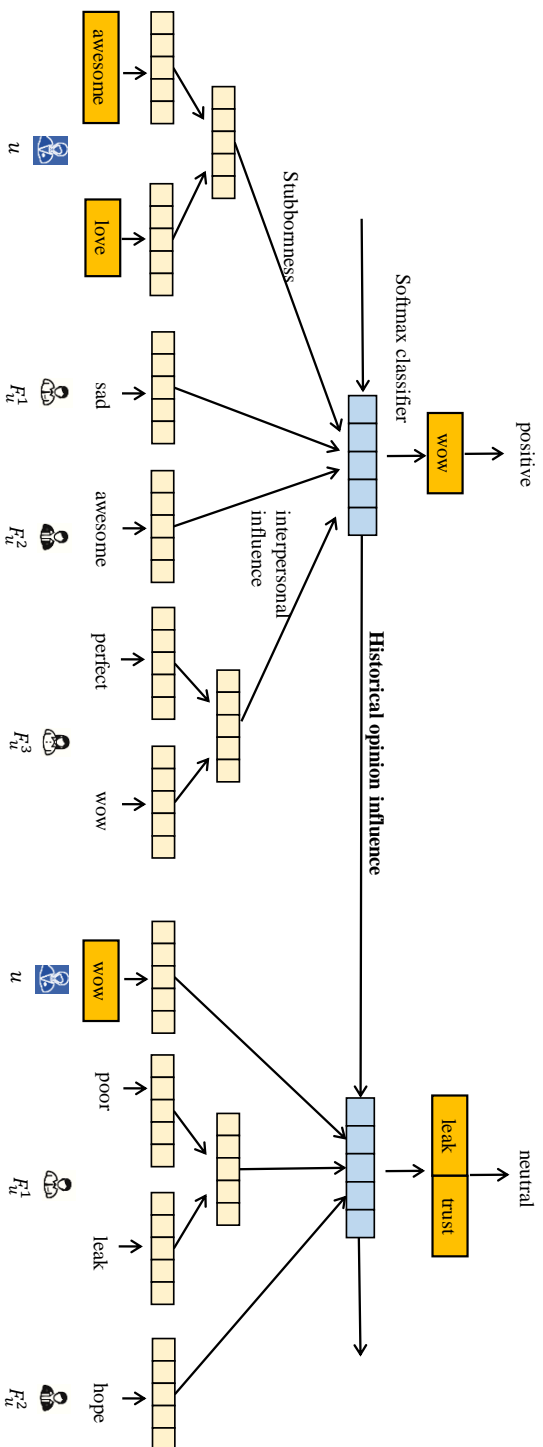 positive
neutral
wow
leak
trust
Softmax classifier
Historical opinion influence
Stubbornness
interpersonal
influence
awesome
love
sad
awesome
perfect
wow
wow
poor
leak
hope
u
F_u^1
F_u^2
F_u^3
u
F_u^1
F_u^2